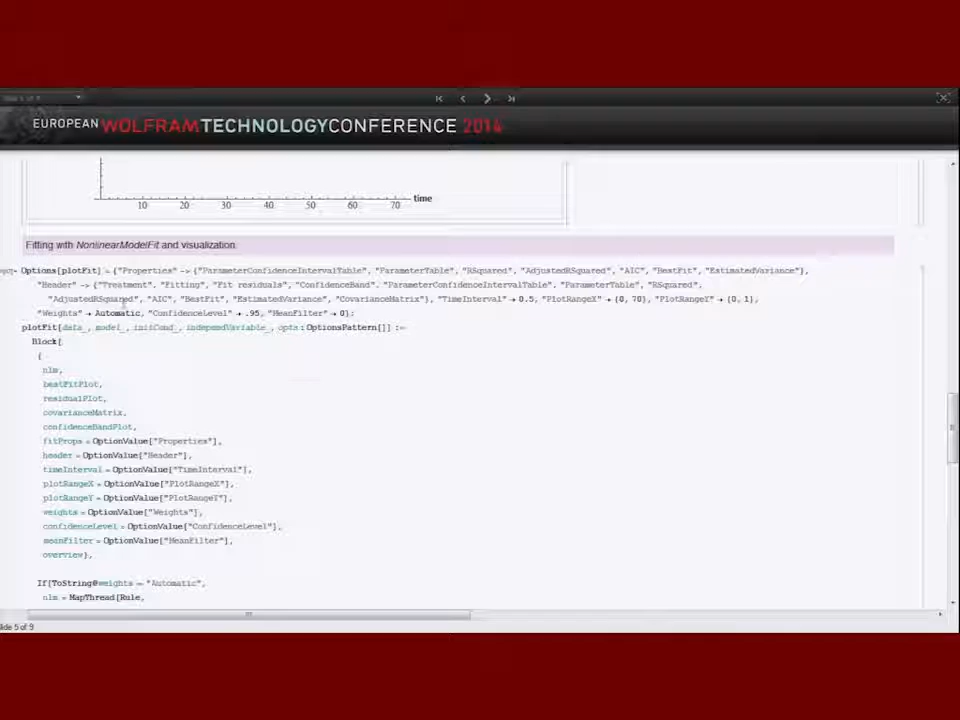 EUROPEAN WOLFRAMTECHNOLOGYCONFERENCE 2014
time
10 20 30 40 50 60 70
Fitting with NonlinearModelFit and visualization.
Options[plotFit] = {"Properties" -> {"ParameterConfidenceIntervalTable", "ParameterTable", "RSquared", "AdjustedRSquared", "AIC", "BestFit", "EstimatedVariance"},
"Header" -> {"Treatment", "Fitting", "Fit residuals", "ConfidenceBand", "ParameterConfidenceIntervalTable", "ParameterTable", "RSquared",
"AdjustedRSquared", "AIC", "BestFit", "EstimatedVariance", "CovarianceMatrix"}, "TimeInterval" → 0.5, "PlotRangeX" → {0, 70}, "PlotRangeY" → {0, 1},
"Weights" → Automatic, "ConfidenceLevel" → .95, "MeanFilter" → 0};
plotFit[data_, model_, initCond_, independVariable_, opts : OptionsPattern[]] :=
Block[
{
nlm,
bestFitPlot,
residualPlot,
covarianceMatrix,
confidenceBandPlot,
fitProps = OptionValue["Properties"],
header = OptionValue["Header"],
timeInterval = OptionValue["TimeInterval"],
plotRangeX = OptionValue["PlotRangeX"],
plotRangeY = OptionValue["PlotRangeY"],
weights = OptionValue["Weights"],
confidenceLevel = OptionValue["ConfidenceLevel"],
meanFilter = OptionValue["MeanFilter"],
overview},
If[ToString@weights == "Automatic",
nlm = MapThread[Rule,
lide 5 of 9